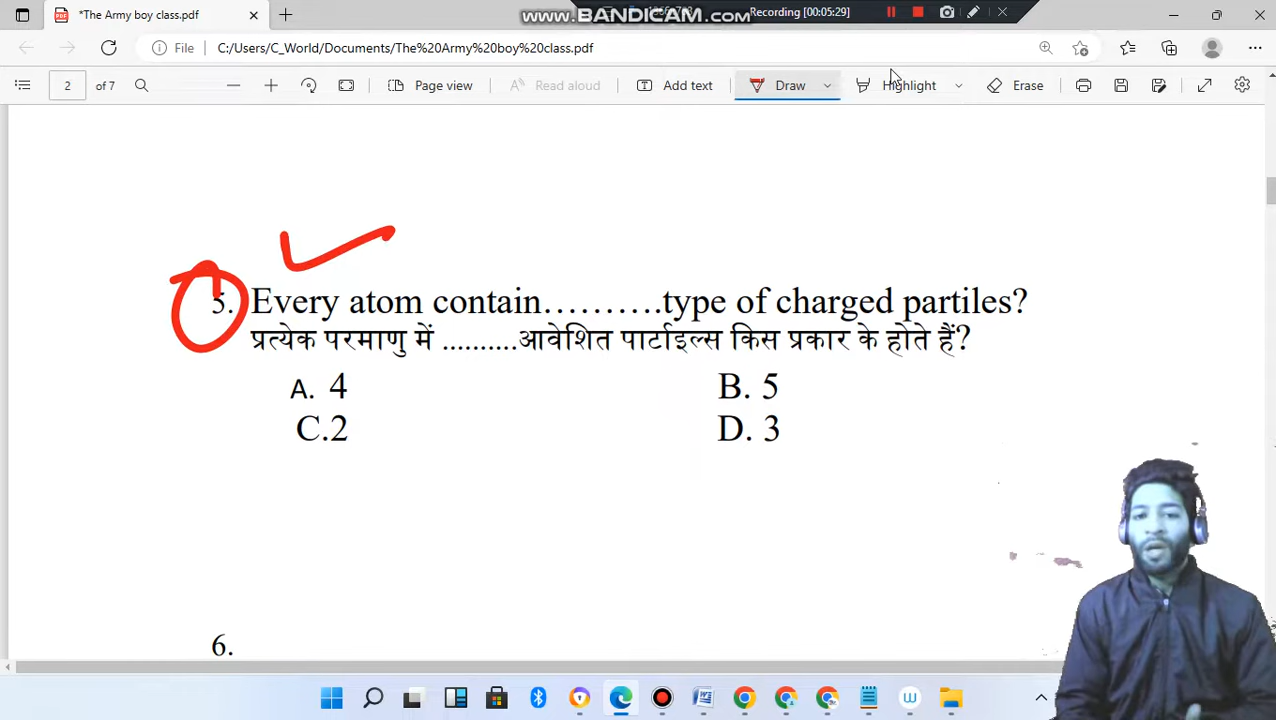 *The Army boy class.pdf
www.BANDICAM.com
Recording [00:05:29]
File
C:/Users/C_World/Documents/The%20Army%20boy%20class.pdf
2 of 7
Page view
Read aloud
Add text
Draw
Highlight
Erase
5. Every atom contain..........type of charged partiles?
प्रत्येक परमाणु में ..........आवेशित पार्टाइल्स किस प्रकार के होते हैं?
A. 4
B. 5
C.2
D. 3
6.